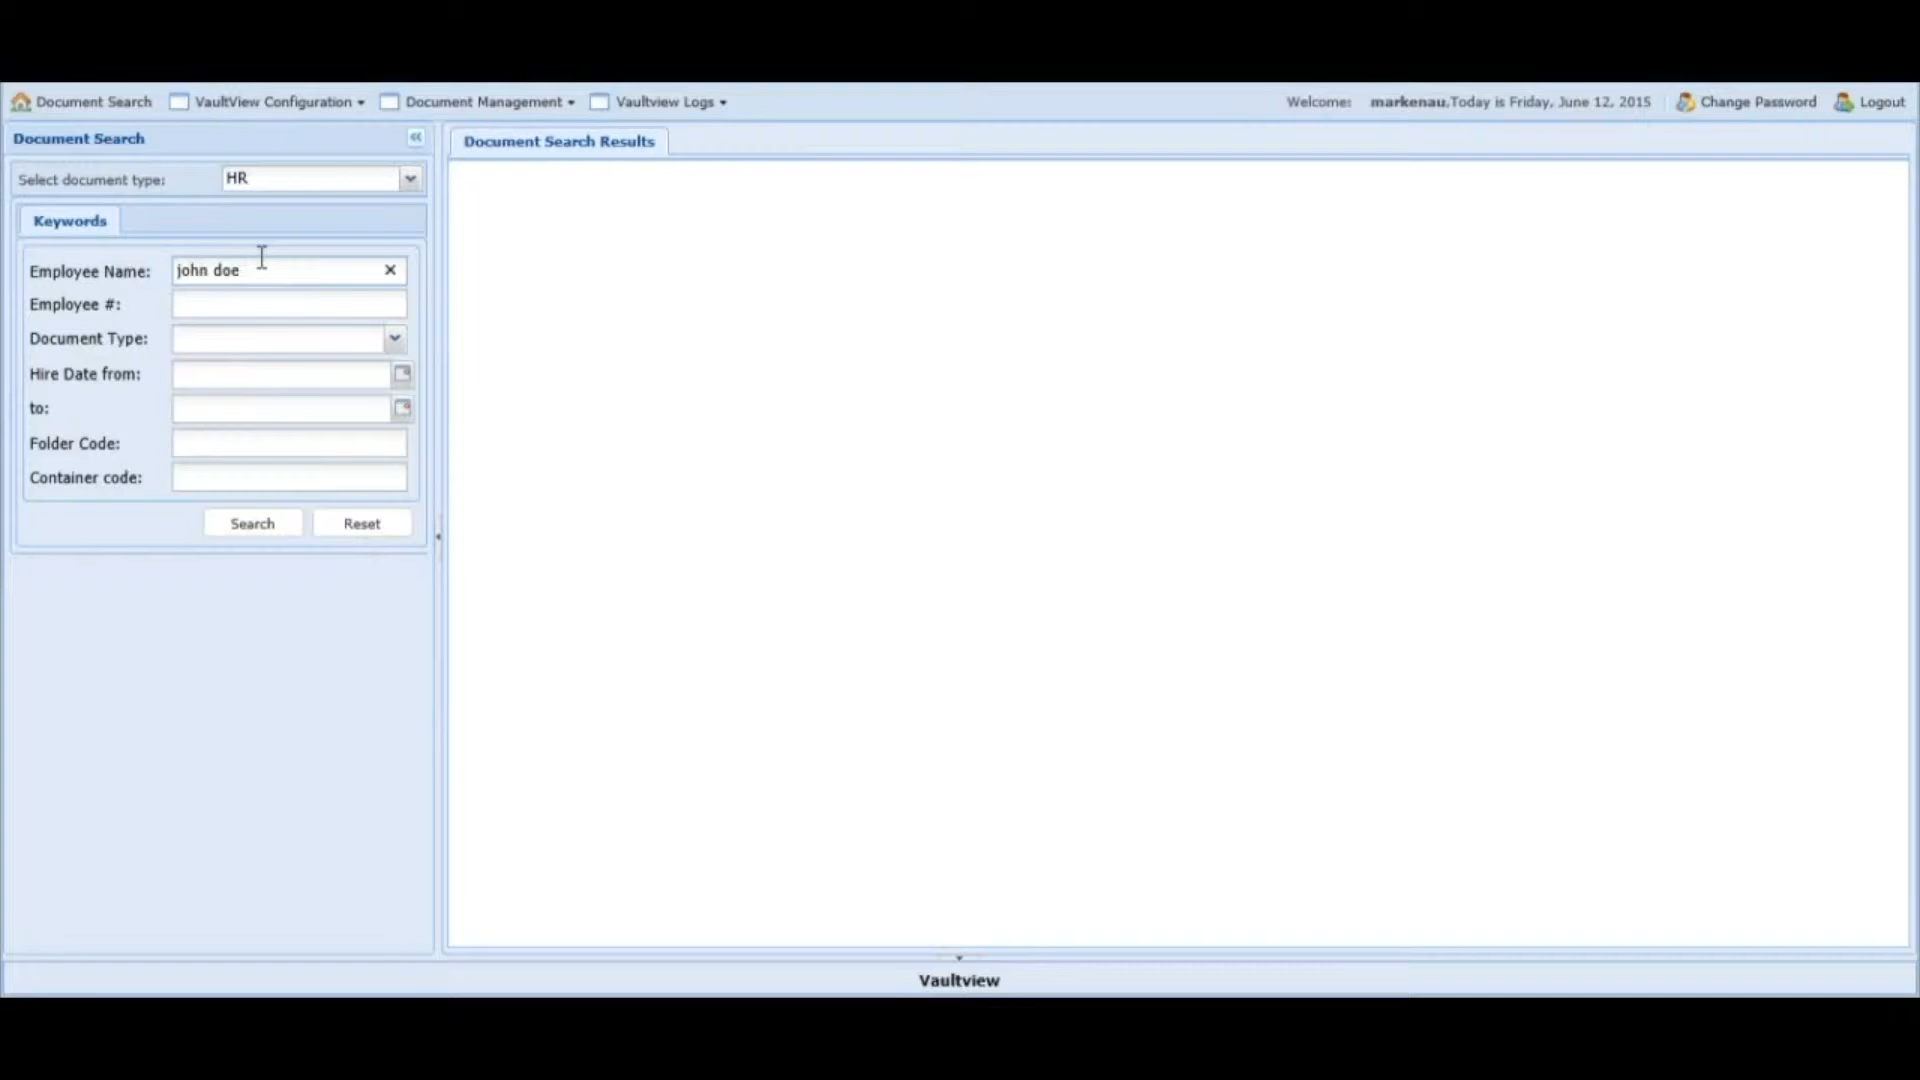 Document Search VaultView Configuration Document Management Vaultview Logs Welcome: markenau,Today is Friday, June 12, 2015 Change Password Logout
Document Search
Document Search Results
Select document type: HR
Keywords
Employee Name: john doe
Employee #:
Document Type:
Hire Date from:
to:
Folder Code:
Container code:
Search Reset
Vaultview